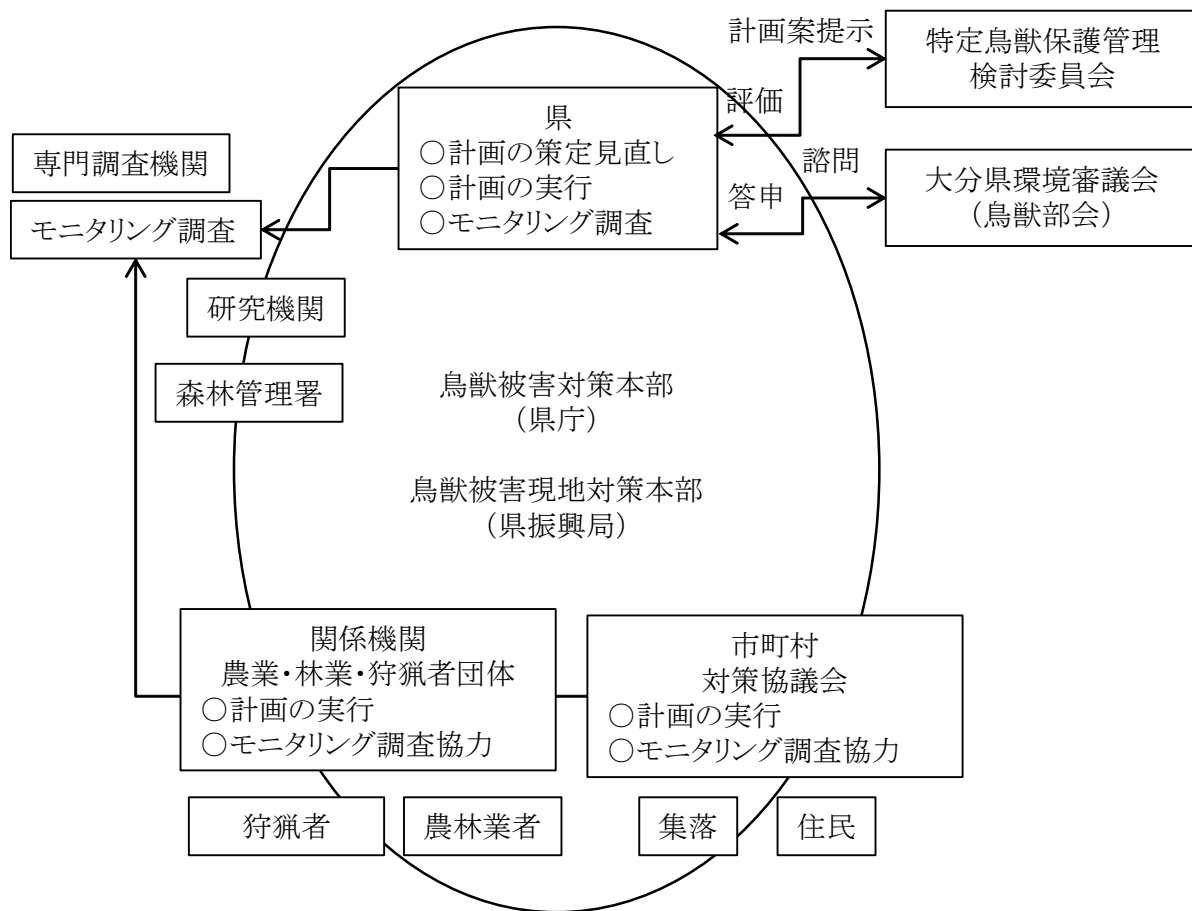 計画案提示
特定鳥獣保護管理
検討委員会
評価
県
○計画の策定見直し
○計画の実行
○モニタリング調査
諮問
答申
大分県環境審議会
（鳥獣部会）
専門調査機関
モニタリング調査
研究機関
森林管理署
鳥獣被害対策本部
（県庁）
鳥獣被害現地対策本部
（県振興局）
関係機関
農業・林業・狩猟者団体
○計画の実行
○モニタリング調査協力
市町村
対策協議会
○計画の実行
○モニタリング調査協力
狩猟者
農林業者
集落
住民